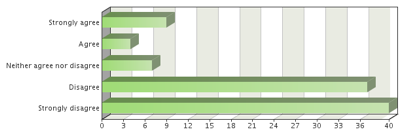 Strongly agree
Agree
Neither agree nor disagree
Disagree
Strongly disagree
0 3 6 9 12 15 18 21 24 27 30 33 36 40